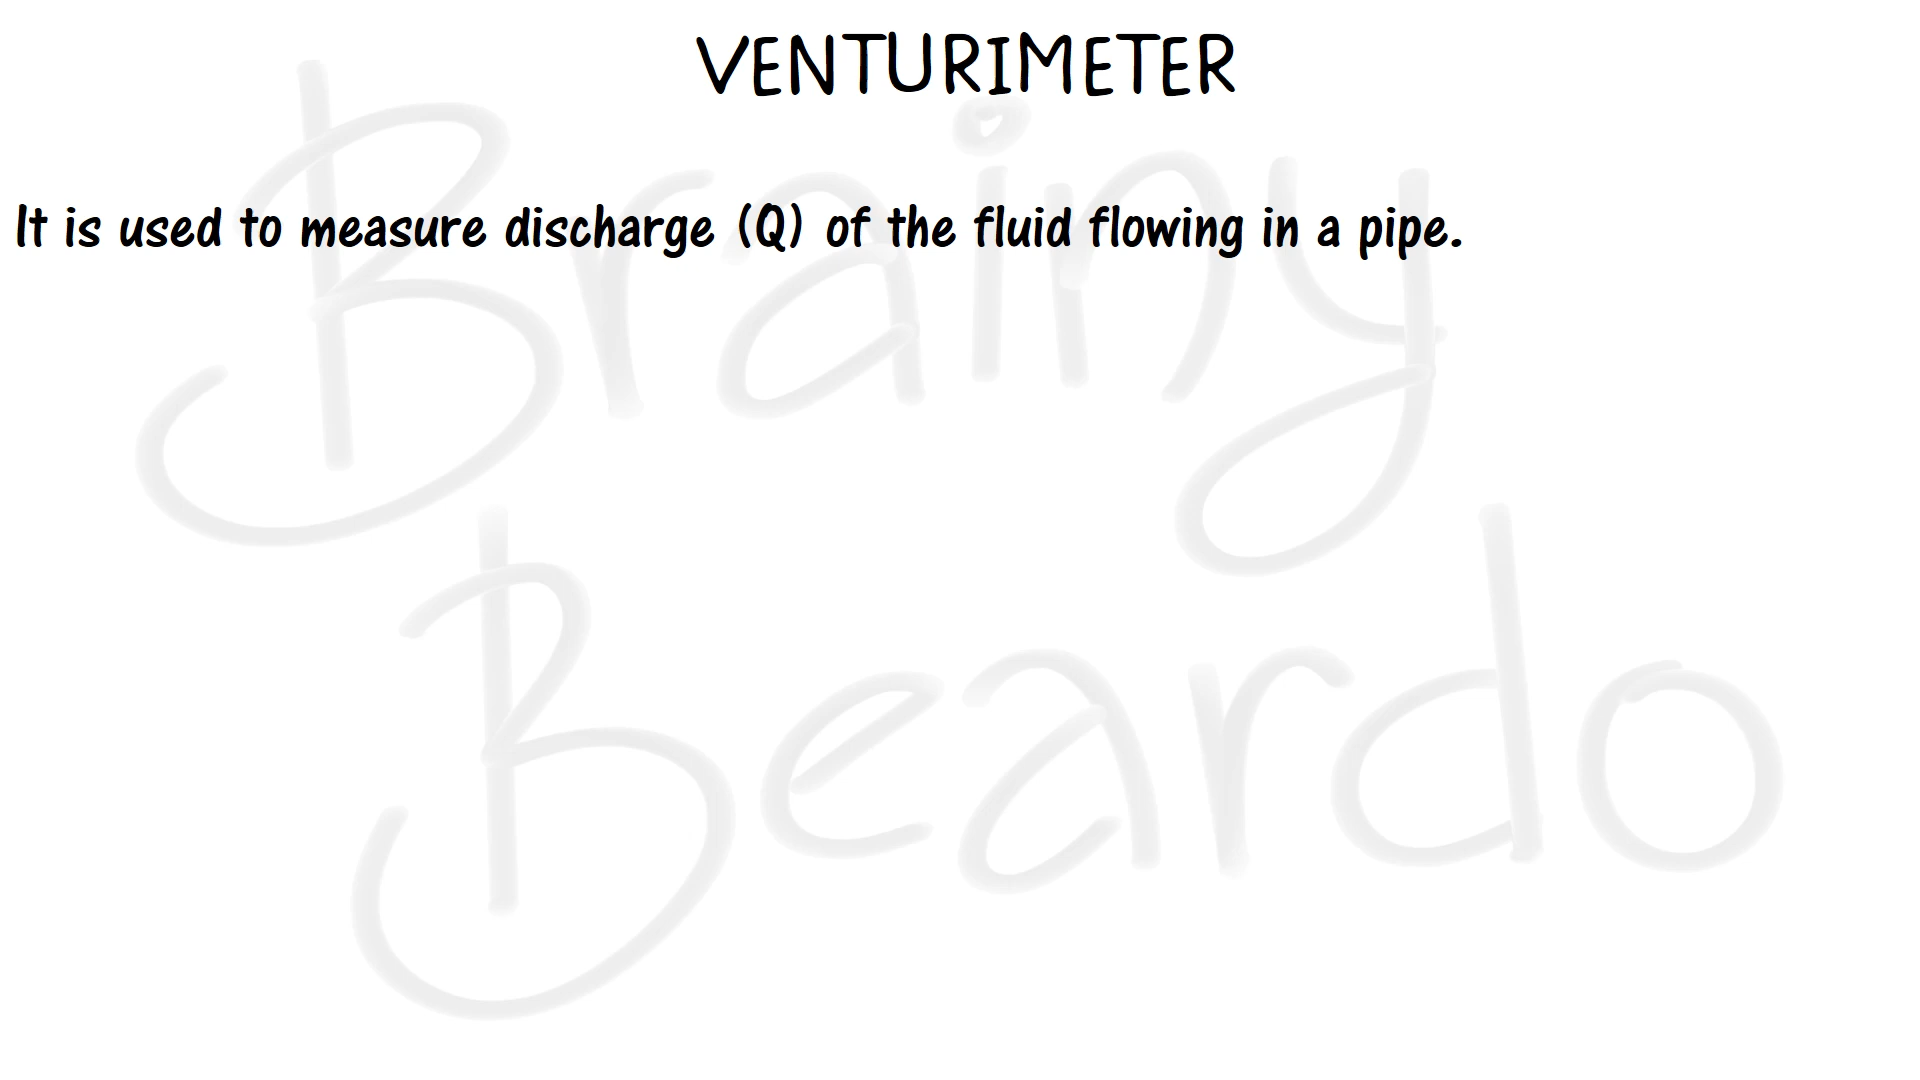 VENTURIMETER
It is used to measure discharge (Q) of the fluid flowing in a pipe.
Brainy
Beardo